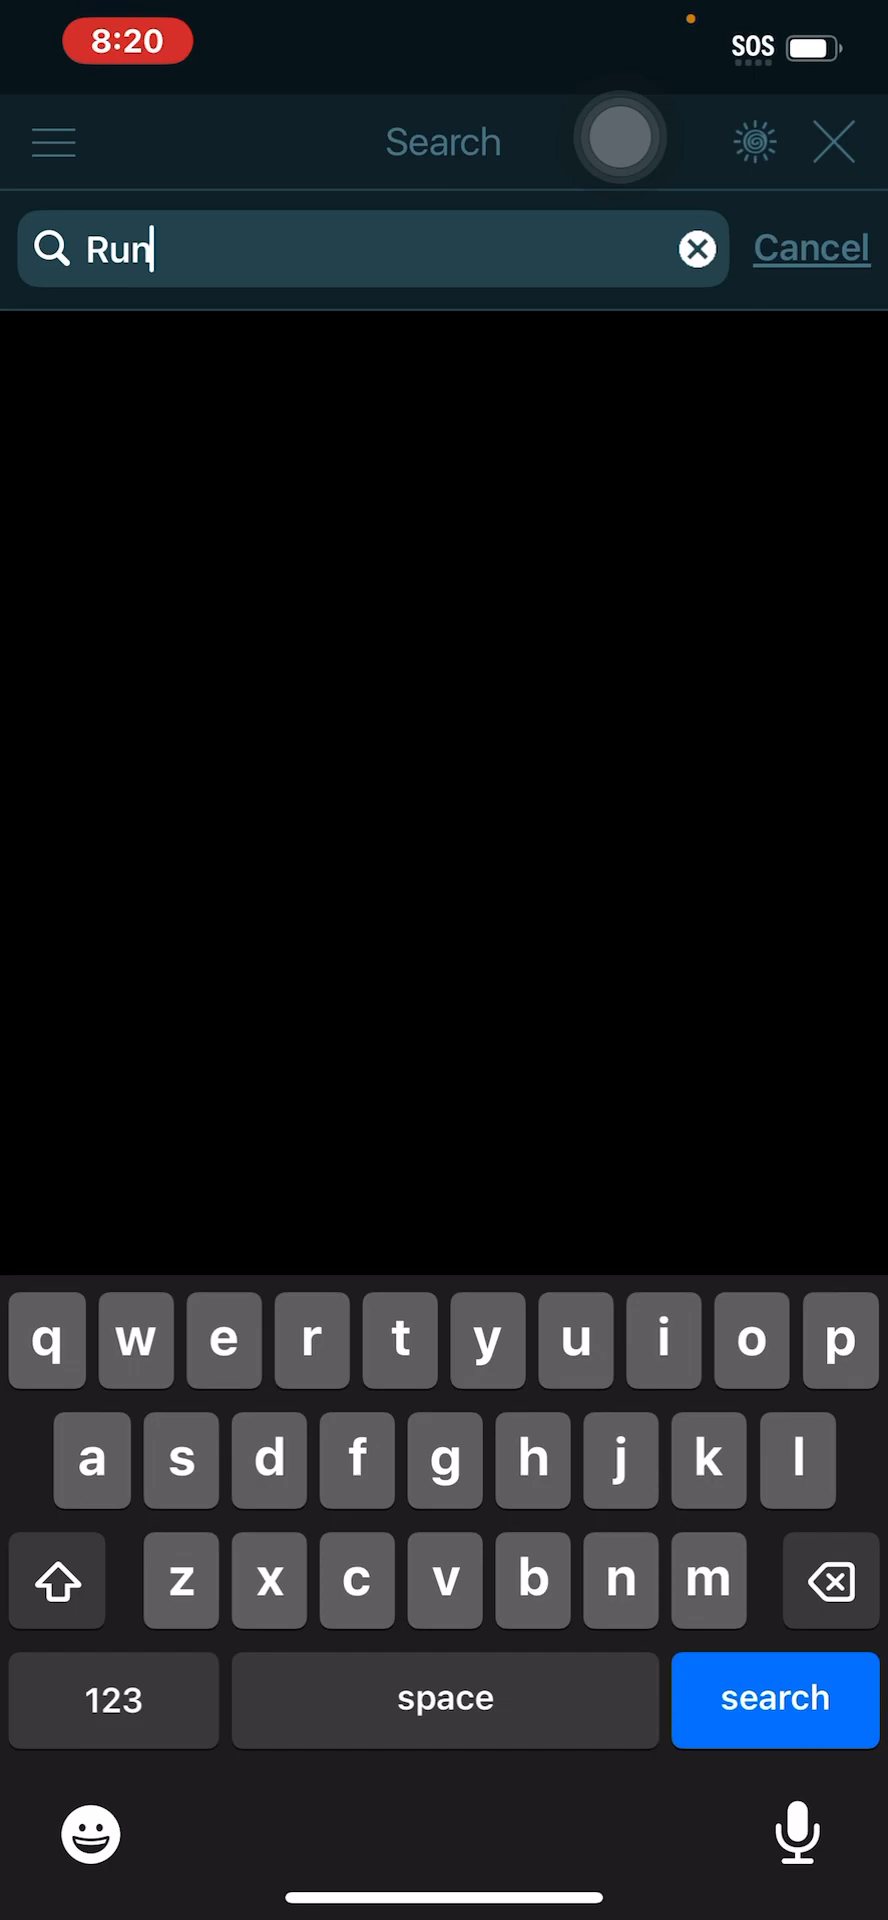 8:20
SOS
Search
Run
Cancel
q w e r t y u i o p
a s d f g h j k l
z x c v b n m
123 space search